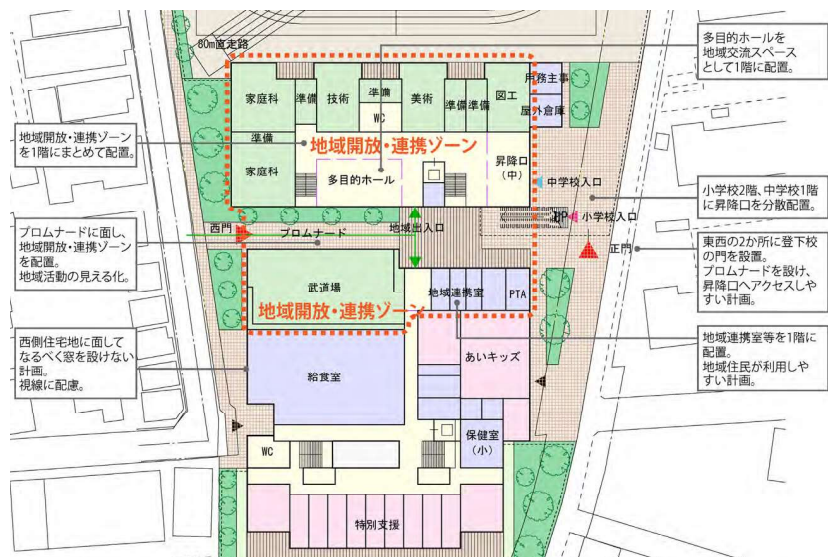 80m直走路
多目的ホールを
地域交流スペース
として1階に配置。
家庭科
準備
技術
準備
美術
準備
準備
図工
用務主事
WC
屋外倉庫
地域開放・連携ゾーン
を1階にまとめて配置。
地域開放・連携ゾーン
準備
家庭科
多目的ホール
昇降口
(中)
中学校入口
小学校2階、中学校1階
に昇降口を分散配置。
EP
小学校入口
プロムナードに面し、
地域開放・連携ゾーン
を配置。
地域活動の見える化。
西門
プロムナード
地域出入口
正門
東西の2か所に登下校
の門を設置。
プロムナードを設け、
昇降口へアクセスし
やすい計画。
武道場
地域連携室
PTA
地域開放・連携ゾーン
西側住宅地に面して
なるべく窓を設けない
計画。
視線に配慮。
あいキッズ
地域連携室等を1階に
配置。
地域住民が利用しや
すい計画。
給食室
保健室
(小)
WC
特別支援